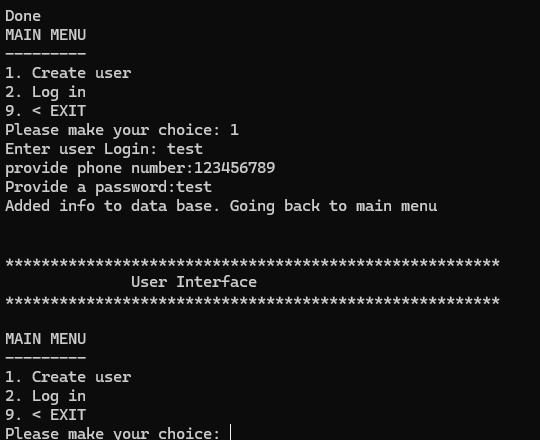 Done
MAIN MENU
---------
1. Create user
2. Log in
9. < EXIT
Please make your choice: 1
Enter user Login: test
provide phone number:123456789
Provide a password:test
Added info to data base. Going back to main menu
*******************************************************
User Interface
*******************************************************
MAIN MENU
---------
1. Create user
2. Log in
9. < EXIT
Please make your choice: